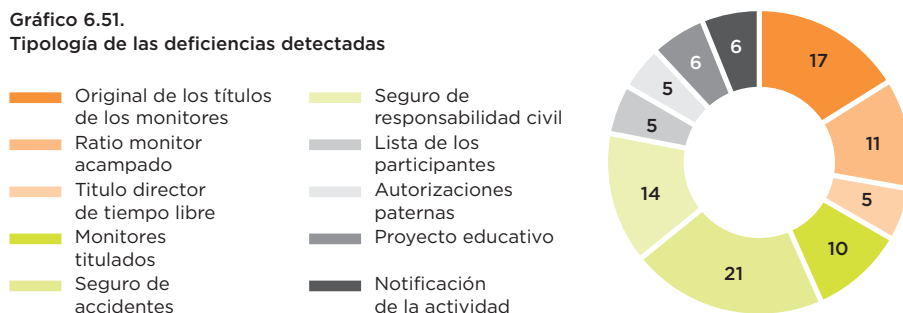 Gráfico 6.51.
Tipología de las deficiencias detectadas
Original de los títulos
de los monitores
Ratio monitor
acampado
Titulo director
de tiempo libre
Monitores
titulados
Seguro de
accidentes
Seguro de
responsabilidad civil
Lista de los
participantes
Autorizaciones
paternas
Proyecto educativo
Notificación
de la actividad
17
11
5
10
21
14
5
5
6
6